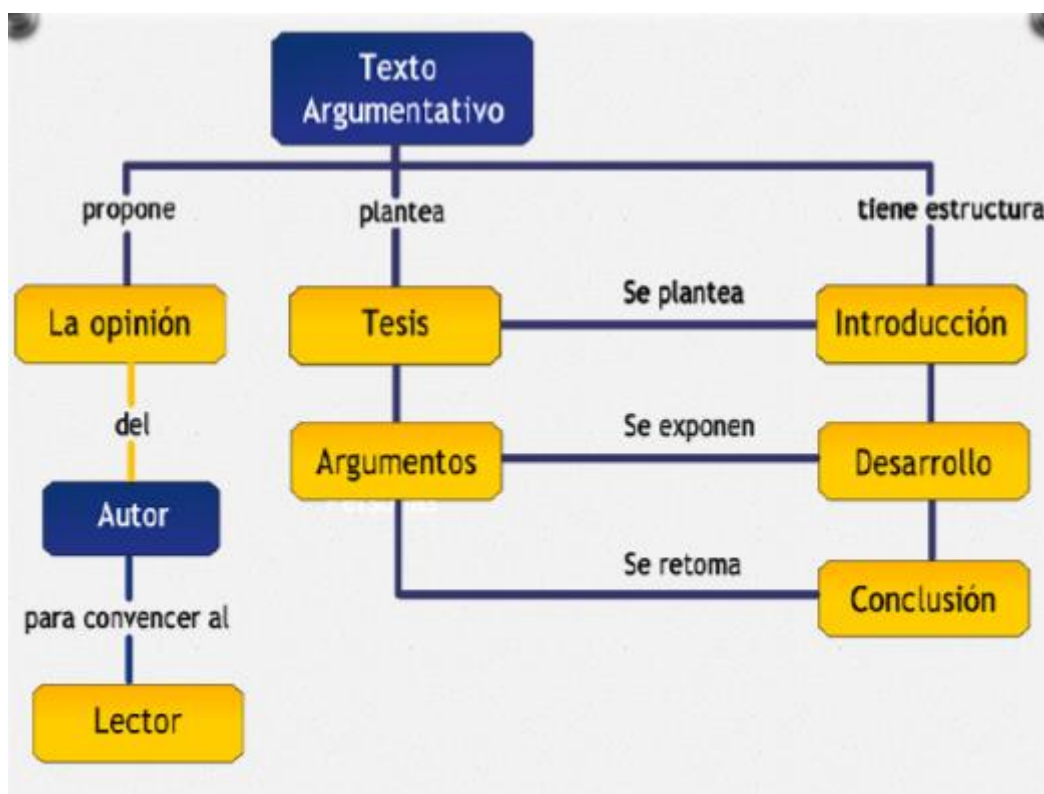 Texto
Argumentativo
propone
plantea
tiene estructura
La opinión
Tesis
Se plantea
Introducción
del
Argumentos
Se exponen
Desarrollo
Autor
Se retoma
Conclusión
para convencer al
Lector